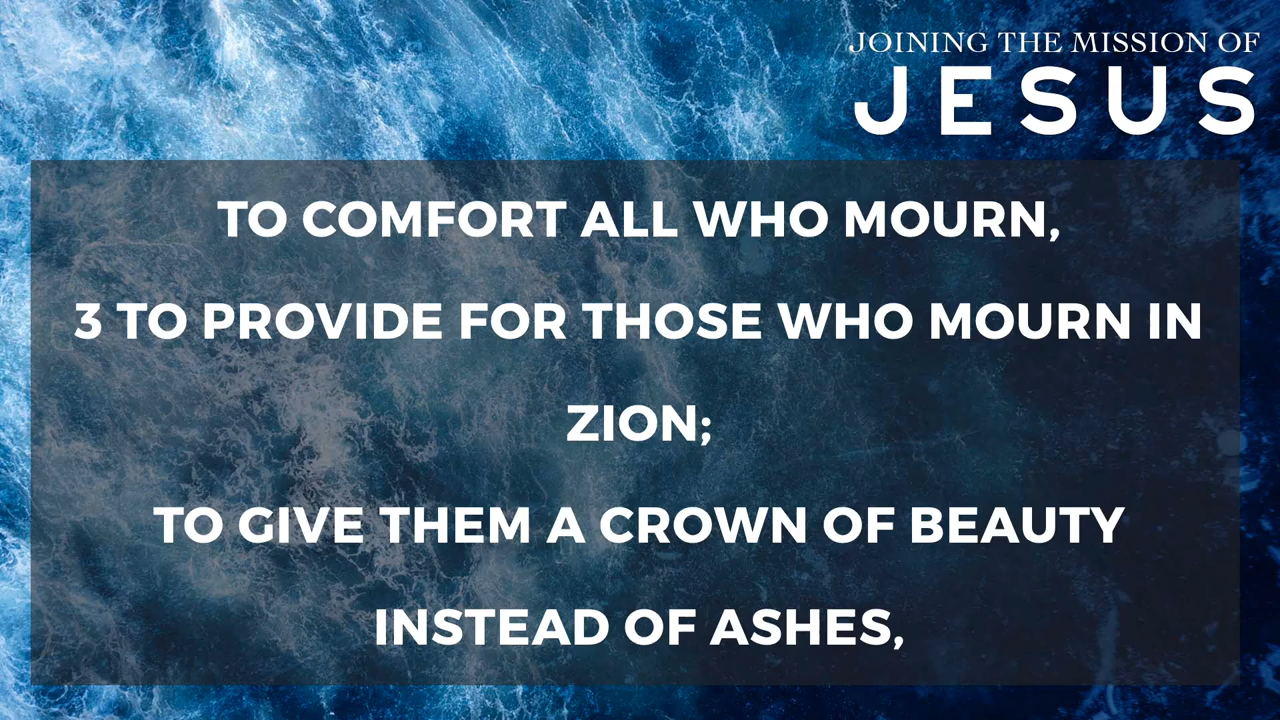 JOINING THE MISSION OF
JESUS
TO COMFORT ALL WHO MOURN,
3 TO PROVIDE FOR THOSE WHO MOURN IN
ZION;
TO GIVE THEM A CROWN OF BEAUTY
INSTEAD OF ASHES,